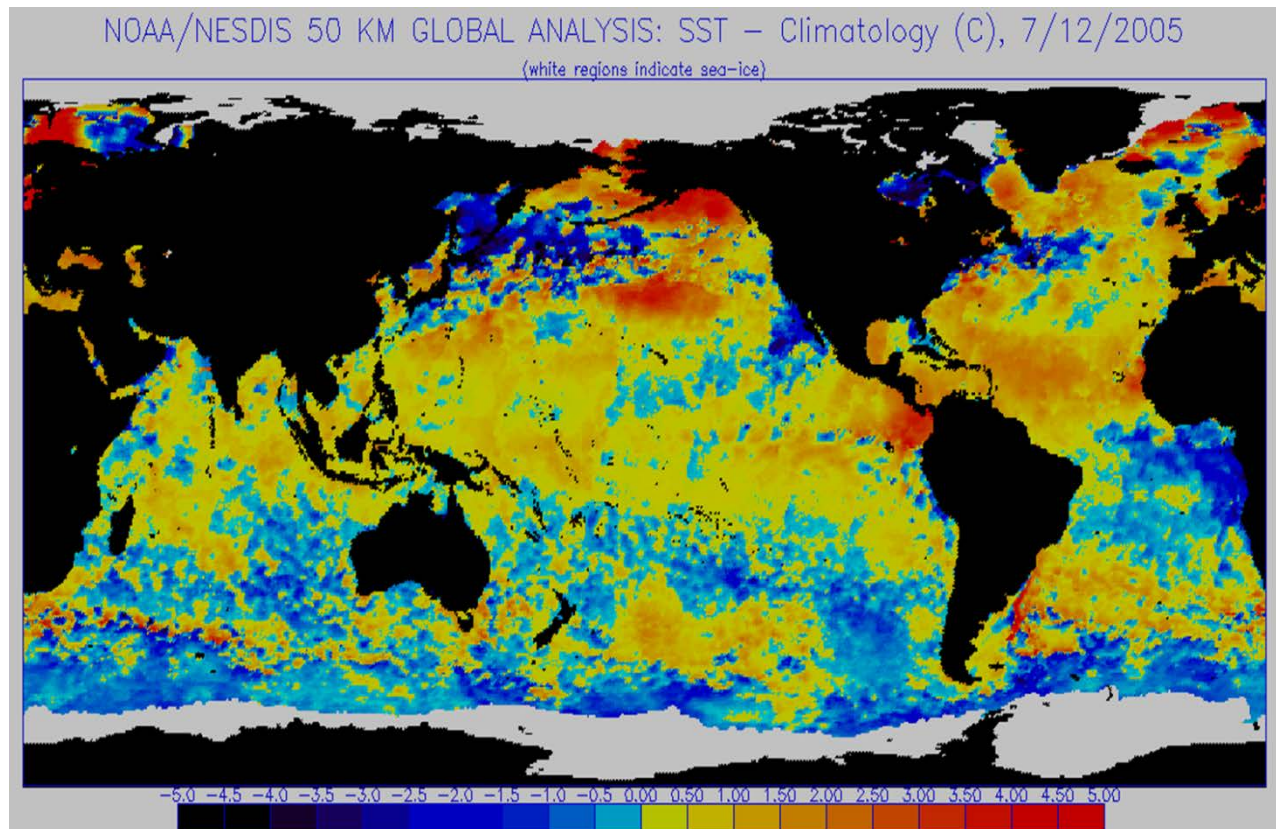 NOAA/NESDIS 50 KM GLOBAL ANALYSIS: SST - Climatology (C), 7/12/2005
(white regions indicate sea-ice)
-5.0 -4.5 -4.0 -3.5 -3.0 -2.5 -2.0 -1.5 -1.0 -0.5 0.00 0.50 1.00 1.50 2.00 2.50 3.00 3.50 4.00 4.50 5.00